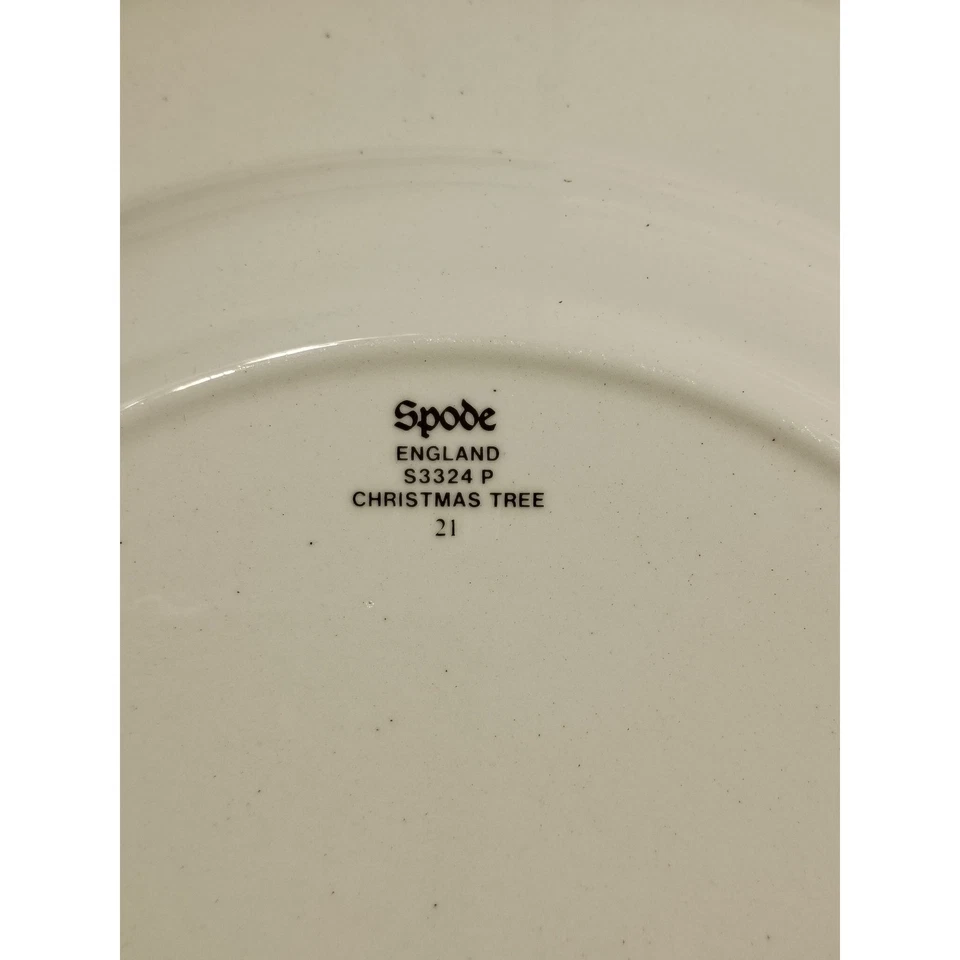 Spode
ENGLAND
S3324 P
CHRISTMAS TREE
21